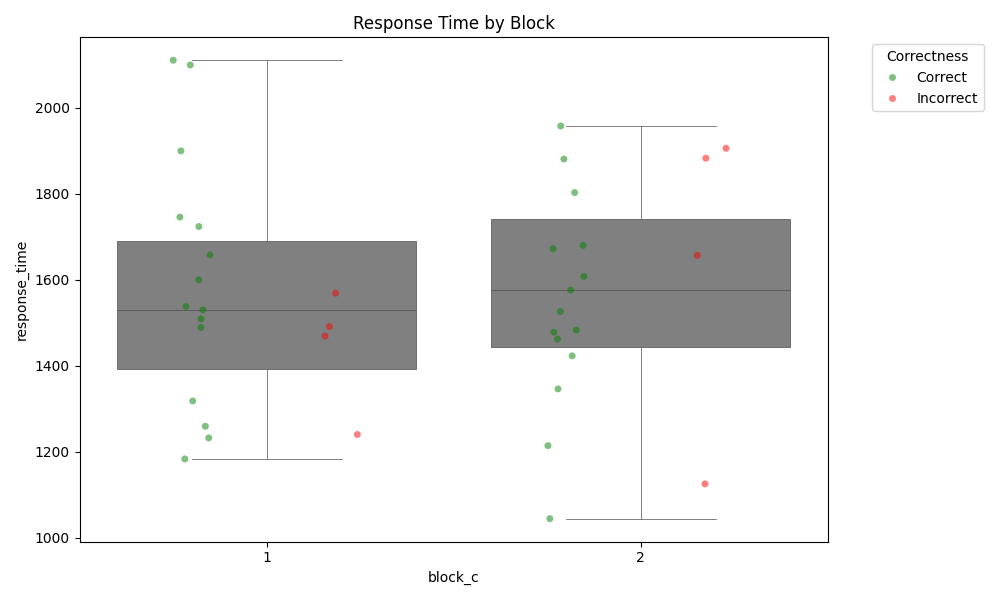 Response Time by Block
Correctness
Correct
Incorrect
2000
1800
1600
1400
1200
1000
response_time
1
2
block_c